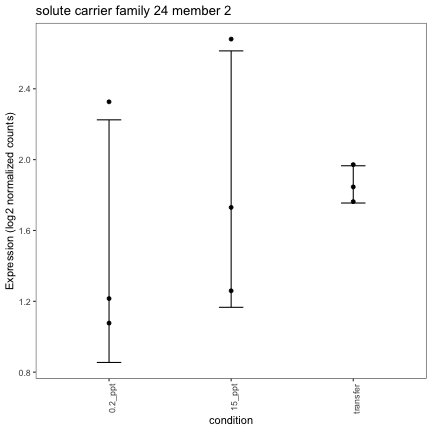 solute carrier family 24 member 2
Expression (log2 normalized counts)
2.4
2.0
1.6
1.2
0.8
0.2_ppt
15_ppt
transfer
condition